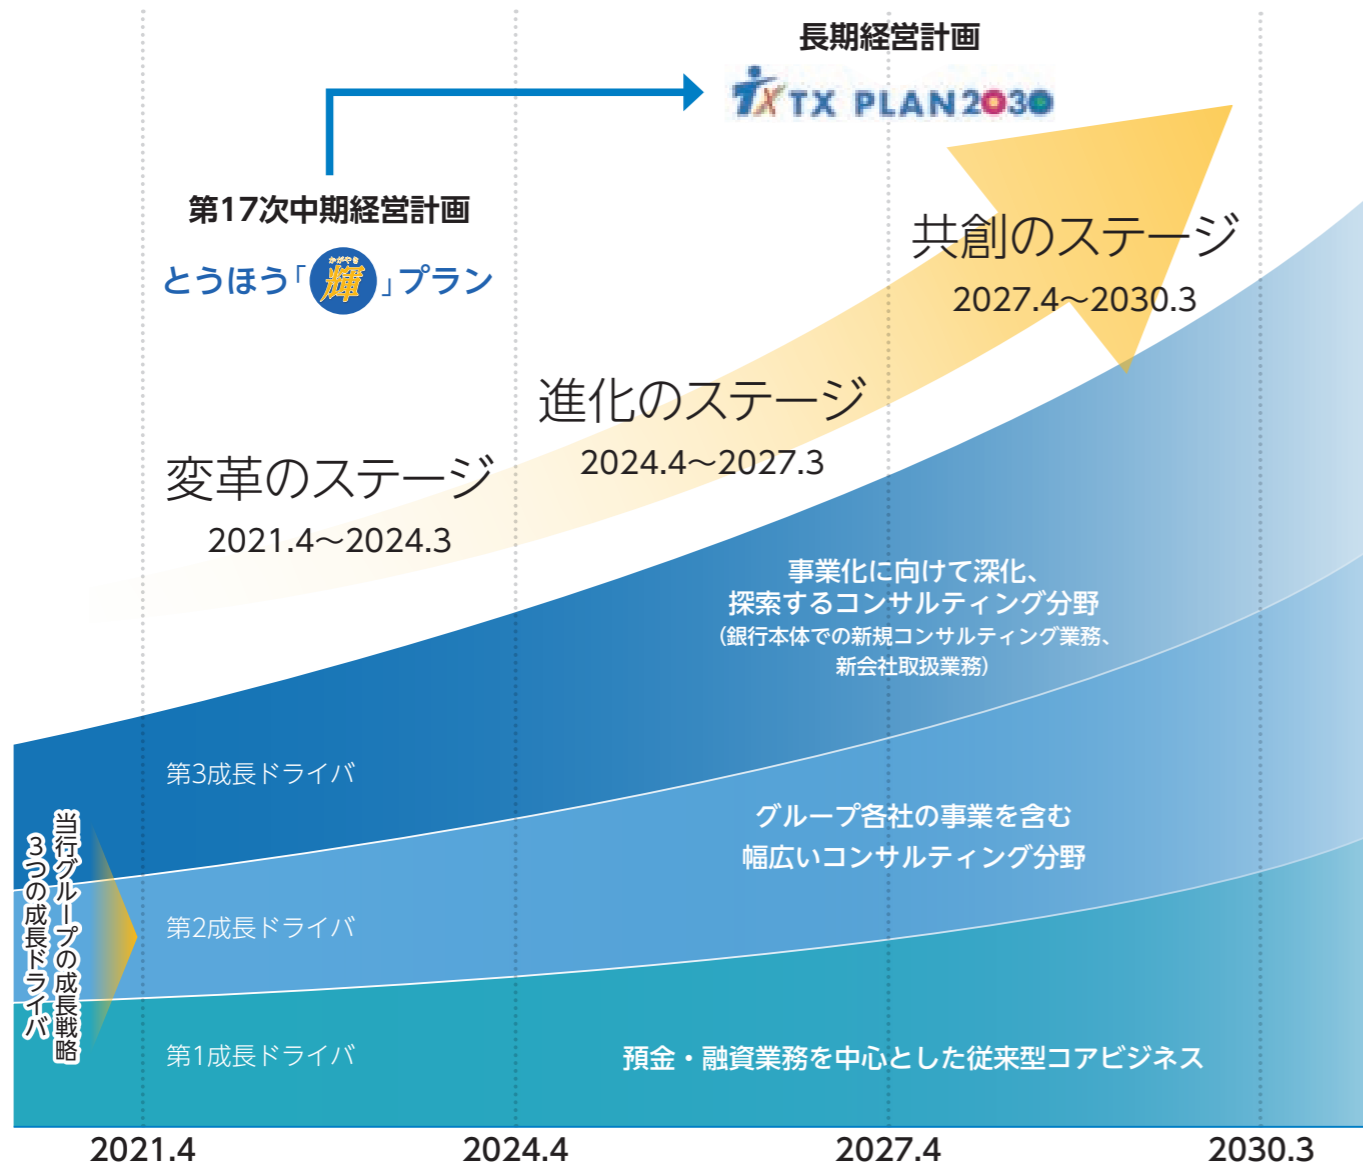 長期経営計画
TX TX PLAN2030
第17次中期経営計画
かがやき
とうほう「輝」プラン
共創のステージ
2027.4～2030.3
進化のステージ
2024.4～2027.3
変革のステージ
2021.4～2024.3
事業化に向けて深化、
探索するコンサルティング分野
（銀行本体での新規コンサルティング業務、
新会社取扱業務）
第3成長ドライバ
グループ各社の事業を含む
幅広いコンサルティング分野
第2成長ドライバ
当行グループの成長戦略
3つの成長ドライバ
第1成長ドライバ
預金・融資業務を中心とした従来型コアビジネス
2021.4
2024.4
2027.4
2030.3